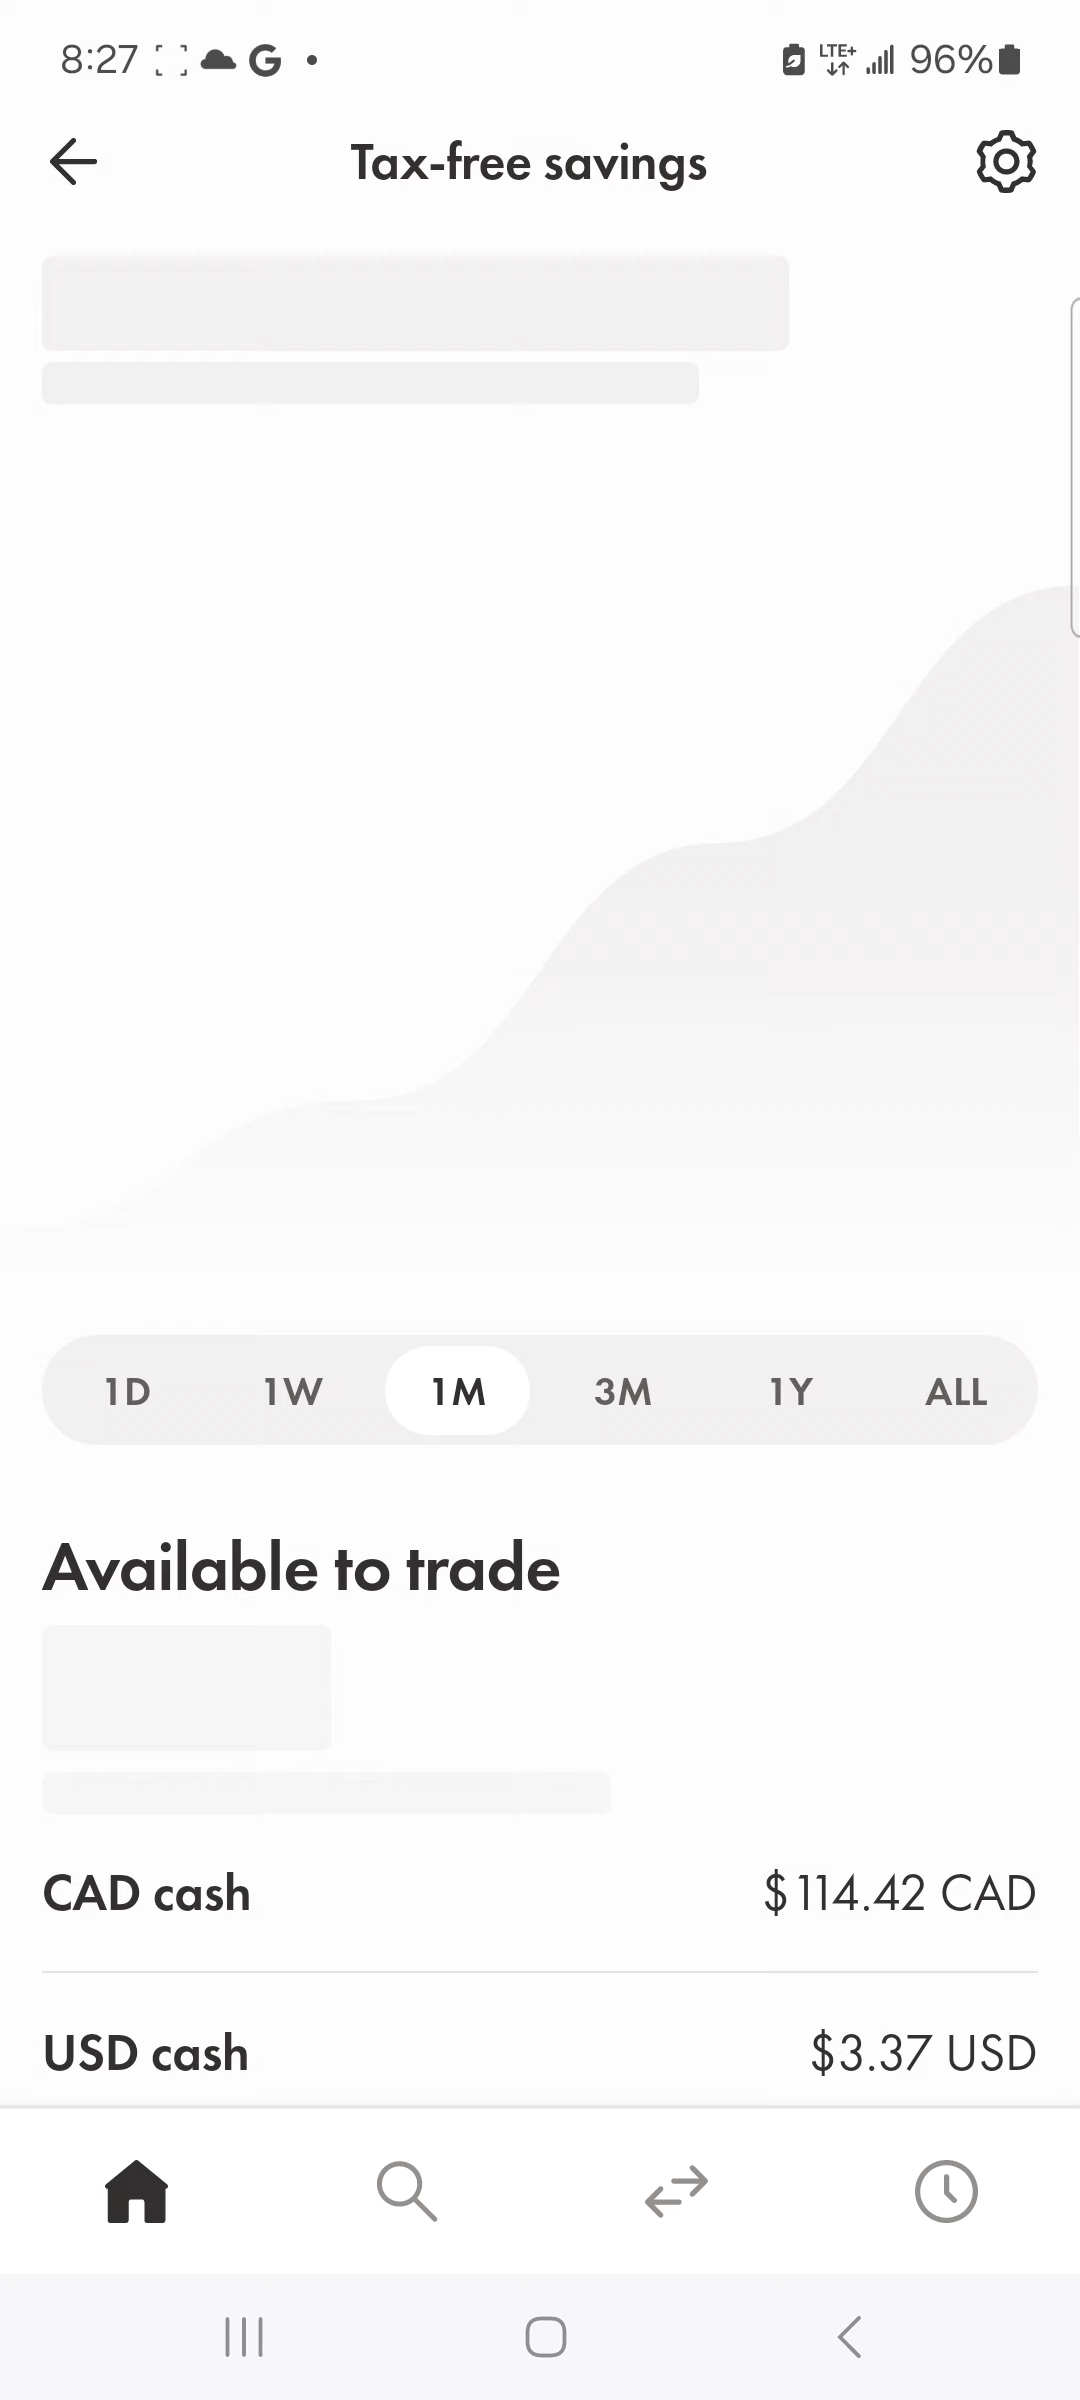 8:27 G LTE+ 96%
Tax-free savings
1D 1W 1M 3M 1Y ALL
Available to trade
CAD cash $114.42 CAD
USD cash $3.37 USD